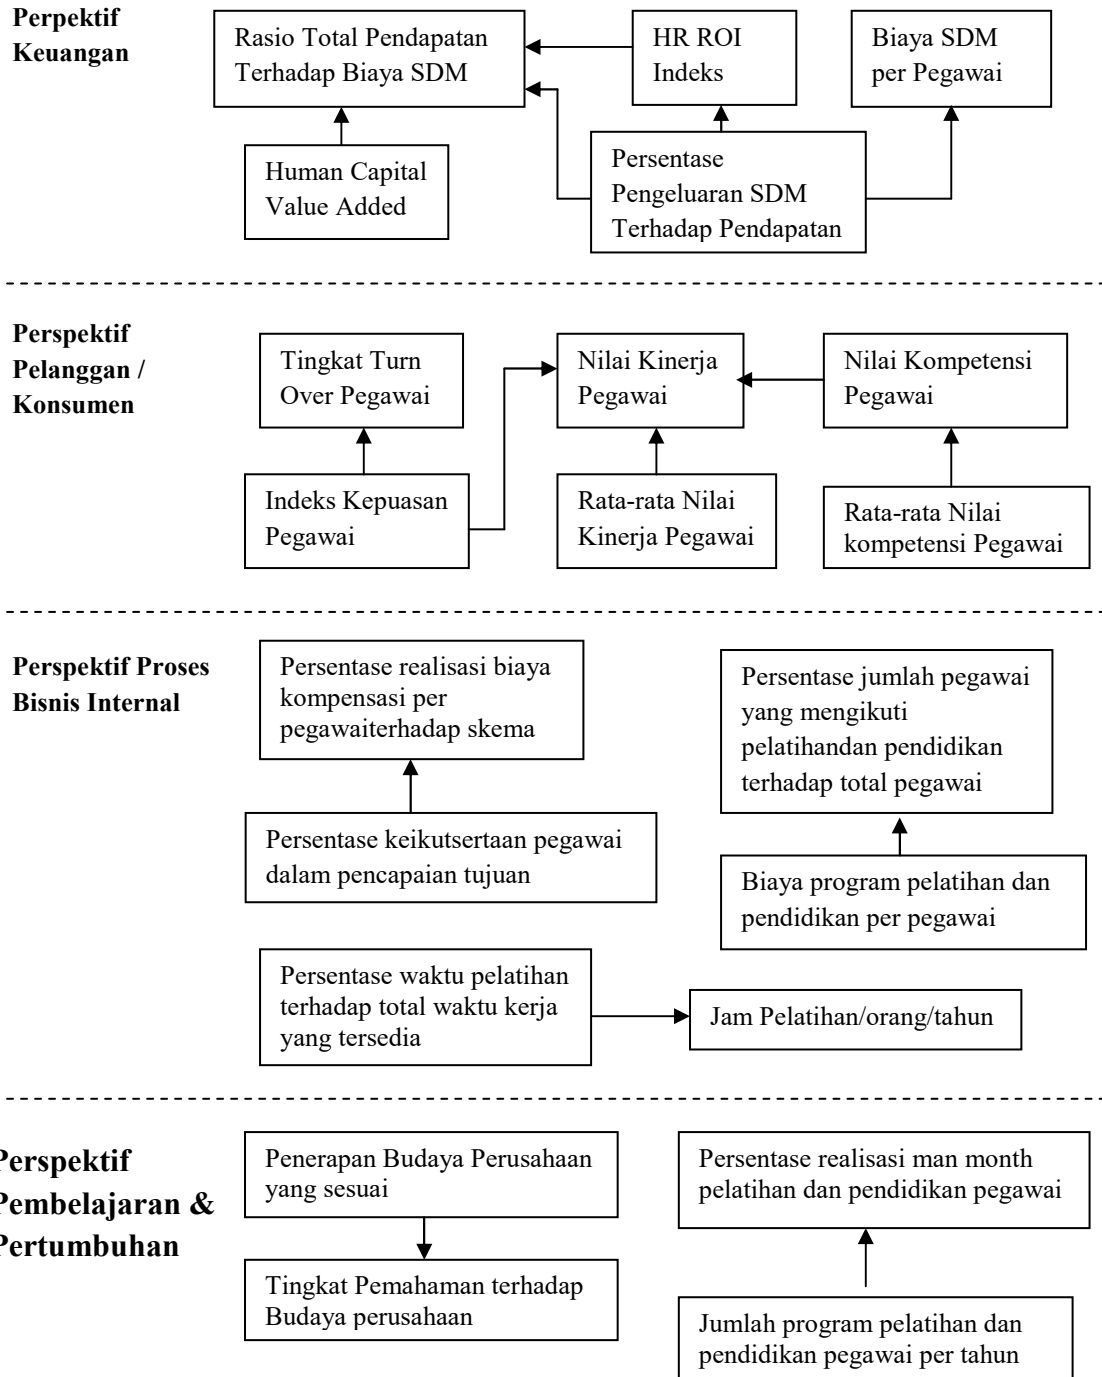 Perpektif
Keuangan
Rasio Total Pendapatan
Terhadap Biaya SDM
HR ROI
Indeks
Biaya SDM
per Pegawai
Human Capital
Value Added
Persentase
Pengeluaran SDM
Terhadap Pendapatan
Perspektif
Pelanggan /
Konsumen
Tingkat Turn
Over Pegawai
Nilai Kinerja
Pegawai
Nilai Kompetensi
Pegawai
Indeks Kepuasan
Pegawai
Rata-rata Nilai
Kinerja Pegawai
Rata-rata Nilai
kompetensi Pegawai
Perspektif Proses
Bisnis Internal
Persentase realisasi biaya
kompensasi per
pegawaiterhadap skema
Persentase jumlah pegawai
yang mengikuti
pelatihandan pendidikan
terhadap total pegawai
Persentase keikutsertaan pegawai
dalam pencapaian tujuan
Biaya program pelatihan dan
pendidikan per pegawai
Persentase waktu pelatihan
terhadap total waktu kerja
yang tersedia
Jam Pelatihan/orang/tahun
Perspektif
Pembelajaran &
Pertumbuhan
Penerapan Budaya Perusahaan
yang sesuai
Persentase realisasi man month
pelatihan dan pendidikan pegawai
Tingkat Pemahaman terhadap
Budaya perusahaan
Jumlah program pelatihan dan
pendidikan pegawai per tahun